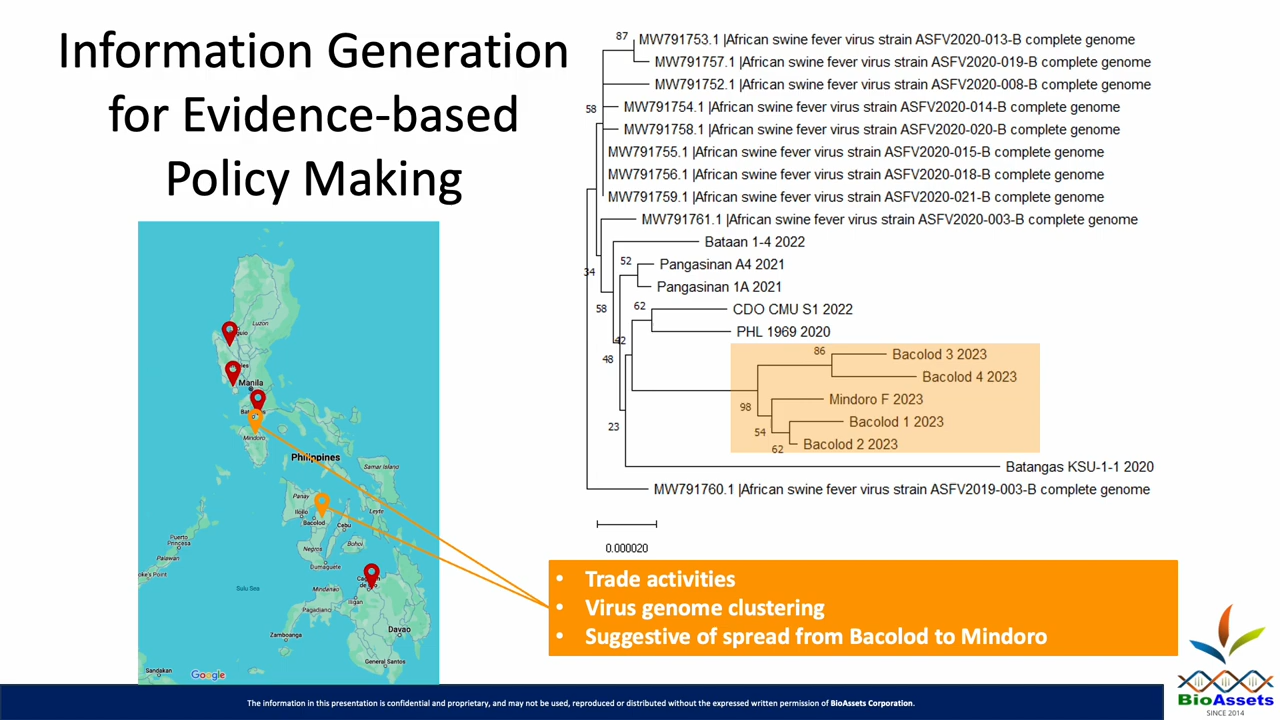 Information Generation
for Evidence-based
Policy Making
87
MW791753.1 |African swine fever virus strain ASFV2020-013-B complete genome
MW791757.1 |African swine fever virus strain ASFV2020-019-B complete genome
MW791752.1 |African swine fever virus strain ASFV2020-008-B complete genome
58
MW791754.1 |African swine fever virus strain ASFV2020-014-B complete genome
MW791758.1 |African swine fever virus strain ASFV2020-020-B complete genome
MW791755.1 |African swine fever virus strain ASFV2020-015-B complete genome
MW791756.1 |African swine fever virus strain ASFV2020-018-B complete genome
MW791759.1 |African swine fever virus strain ASFV2020-021-B complete genome
MW791761.1 |African swine fever virus strain ASFV2020-003-B complete genome
Bataan 1-4 2022
34
52
Pangasinan A4 2021
Pangasinan 1A 2021
58
62
CDO CMU S1 2022
PHL 1969 2020
42
48
86
Bacolod 3 2023
Bacolod 4 2023
98
Mindoro F 2023
23
54
Bacolod 1 2023
62
Bacolod 2 2023
Batangas KSU-1-1 2020
MW791760.1 |African swine fever virus strain ASFV2019-003-B complete genome
0.000020
Luzon
Manila
Mindoro
Philippines
Samar Island
Panay
Iloilo
Bacolod
Cebu
Leyte
Puerto
Princesa
Palawan
Negros
Bohol
Dumaguete
oke's Point
Sulu Sea
Mindanao
Iligan
Pagadian
Zamboanga
Davao
General Santos
Sandakan
Google
• Trade activities
• Virus genome clustering
• Suggestive of spread from Bacolod to Mindoro
The information in this presentation is confidential and proprietary, and may not be used, reproduced or distributed without the expressed written permission of BioAssets Corporation.
BioAssets
SINCE 2014